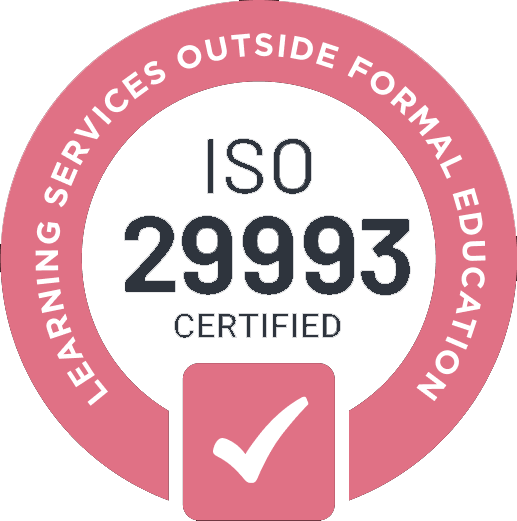 LEARNING SERVICES OUTSIDE FORMAL EDUCATION
ISO
29993
CERTIFIED